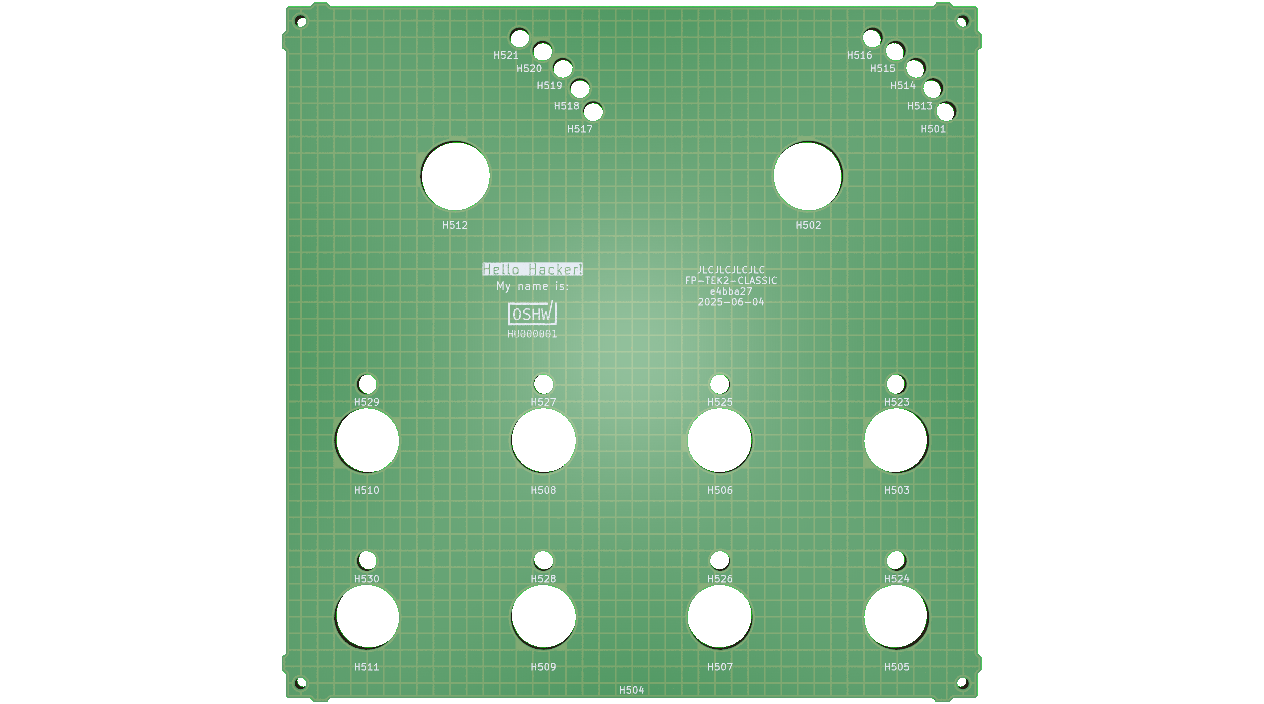 H521
H520
H519
H518
H517
H516
H515
H514
H513
H501
H512
H502
Hello Hacker!
My name is:
OSHW
HU000001
JLCJLCJLCJLC
FP-TEK2-CLASSIC
e4bba27
2025-06-04
H529
H527
H525
H523
H510
H508
H506
H503
H530
H528
H526
H524
H511
H509
H507
H505
H504